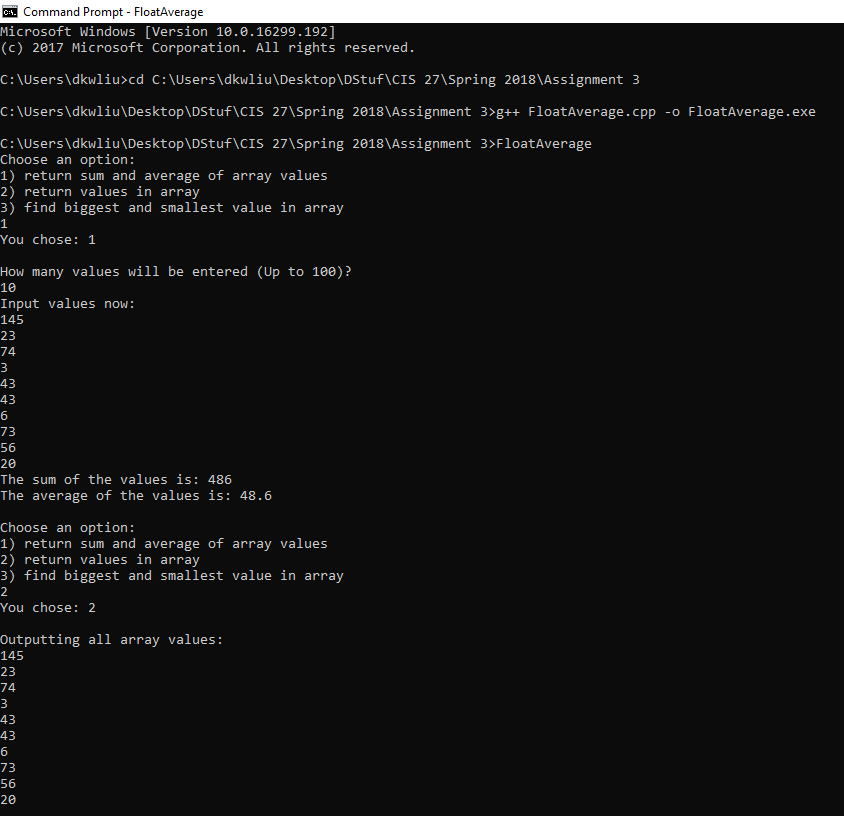 Command Prompt - FloatAverage
Microsoft Windows [Version 10.0.16299.192]
(c) 2017 Microsoft Corporation. All rights reserved.
C:\Users\dkwliu>cd C:\Users\dkwliu\Desktop\DStuf\CIS 27\Spring 2018\Assignment 3
C:\Users\dkwliu\Desktop\DStuf\CIS 27\Spring 2018\Assignment 3>g++ FloatAverage.cpp -o FloatAverage.exe
C:\Users\dkwliu\Desktop\DStuf\CIS 27\Spring 2018\Assignment 3>FloatAverage
Choose an option:
1) return sum and average of array values
2) return values in array
3) find biggest and smallest value in array
1
You chose: 1
How many values will be entered (Up to 100)?
10
Input values now:
145
23
74
3
43
43
6
73
56
20
The sum of the values is: 486
The average of the values is: 48.6
Choose an option:
1) return sum and average of array values
2) return values in array
3) find biggest and smallest value in array
2
You chose: 2
Outputting all array values:
145
23
74
3
43
43
6
73
56
20